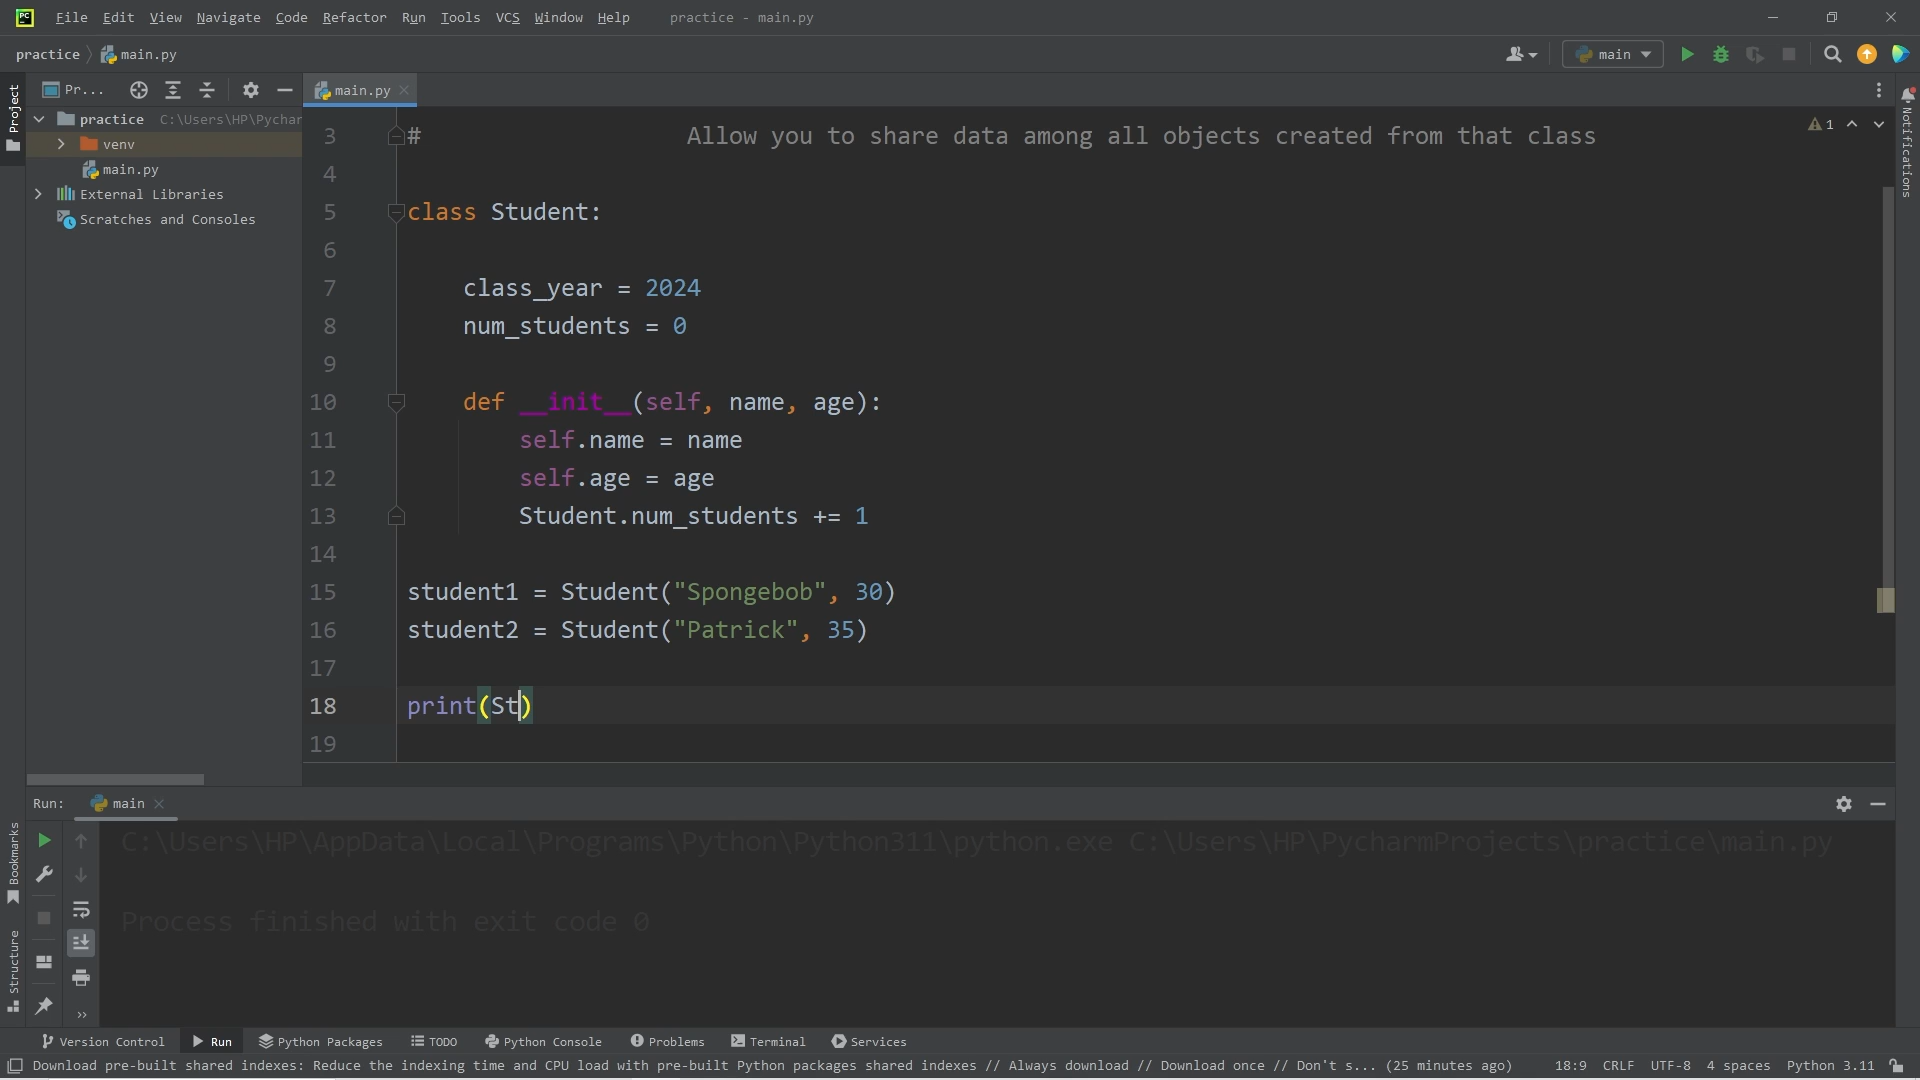 PC File Edit View Navigate Code Refactor Run Tools VCS Window Help practice - main.py
practice main.py main
Project Pr... main.py
practice C:\Users\HP\Pychar
venv
main.py
External Libraries
Scratches and Consoles
3 # Allow you to share data among all objects created from that class
1
4
5 class Student:
6
7 class_year = 2024
8 num_students = 0
9
10 def __init__(self, name, age):
11 self.name = name
12 self.age = age
13 Student.num_students += 1
14
15 student1 = Student("Spongebob", 30)
16 student2 = Student("Patrick", 35)
17
18 print(St)
19
Notifications
Run: main
C:\Users\HP\AppData\Local\Programs\Python\Python311\python.exe C:\Users\HP\PycharmProjects\practice\main.py
Process finished with exit code 0
Bookmarks
Structure
Version Control Run Python Packages TODO Python Console Problems Terminal Services
Download pre-built shared indexes: Reduce the indexing time and CPU load with pre-built Python packages shared indexes // Always download // Download once // Don't s... (25 minutes ago) 18:9 CRLF UTF-8 4 spaces Python 3.11